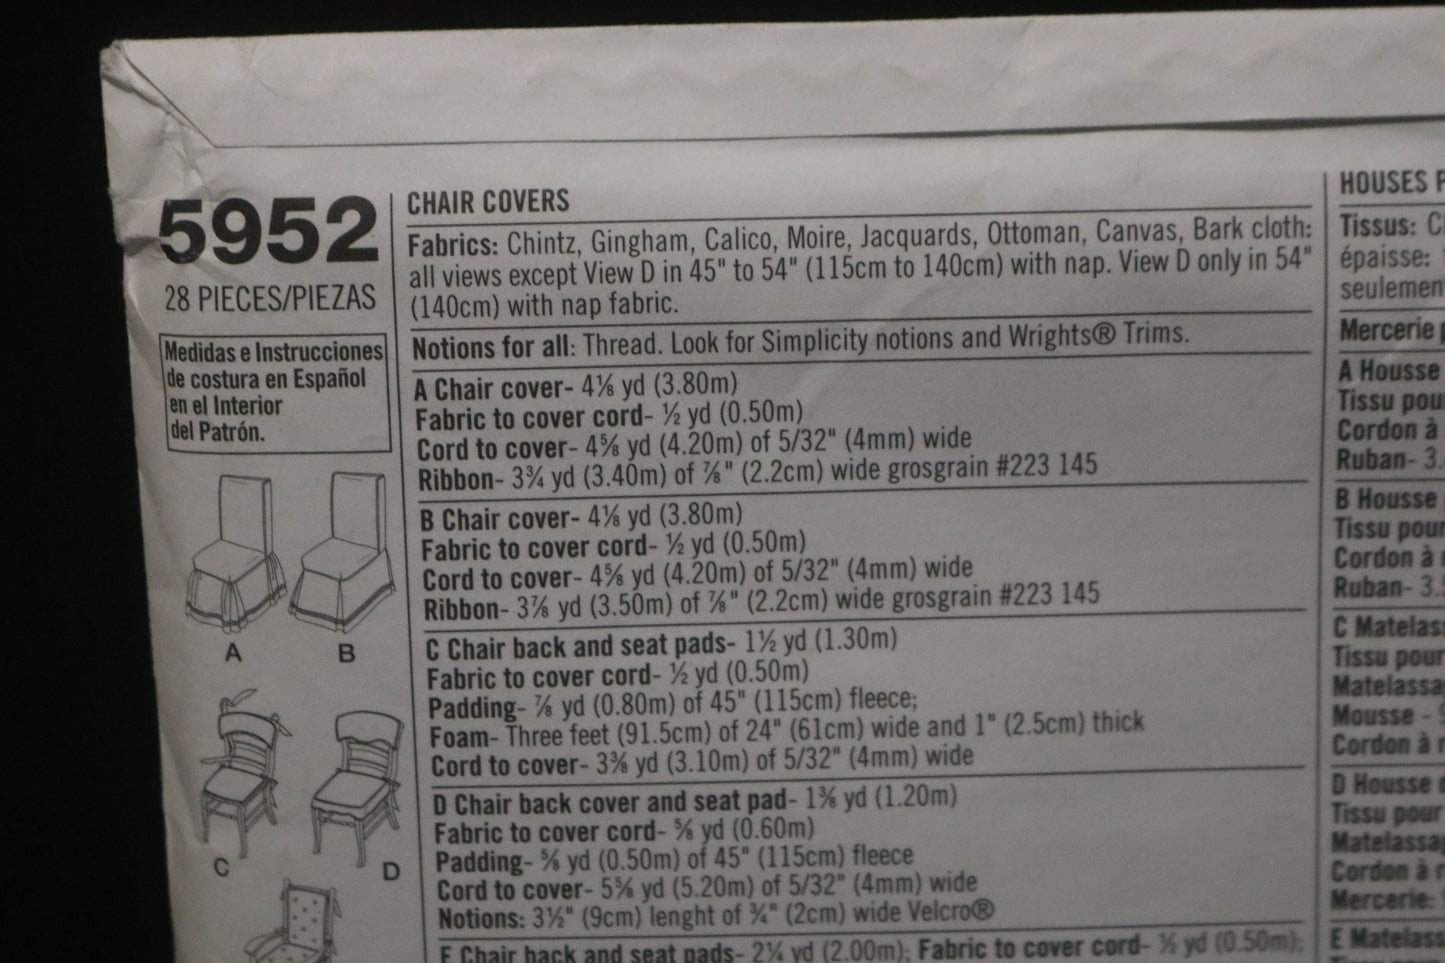 5952
28 PIECES/PIEZAS
Medidas e Instrucciones
de costura en Español
en el Interior
del Patrón.
A
B
C
D
CHAIR COVERS
Fabrics: Chintz, Gingham, Calico, Moire, Jacquards, Ottoman, Canvas, Bark cloth:
all views except View D in 45" to 54" (115cm to 140cm) with nap. View D only in 54"
(140cm) with nap fabric.
Notions for all: Thread. Look for Simplicity notions and Wrights® Trims.
A Chair cover- 4⅛ yd (3.80m)
Fabric to cover cord- ½ yd (0.50m)
Cord to cover- 4⅝ yd (4.20m) of 5/32" (4mm) wide
Ribbon- 3¾ yd (3.40m) of ⅞" (2.2cm) wide grosgrain #223 145
B Chair cover- 4⅛ yd (3.80m)
Fabric to cover cord- ½ yd (0.50m)
Cord to cover- 4⅝ yd (4.20m) of 5/32" (4mm) wide
Ribbon- 3⅞ yd (3.50m) of ⅞" (2.2cm) wide grosgrain #223 145
C Chair back and seat pads- 1½ yd (1.30m)
Fabric to cover cord- ½ yd (0.50m)
Padding- ⅞ yd (0.80m) of 45" (115cm) fleece;
Foam- Three feet (91.5cm) of 24" (61cm) wide and 1" (2.5cm) thick
Cord to cover- 3⅜ yd (3.10m) of 5/32" (4mm) wide
D Chair back cover and seat pad- 1⅜ yd (1.20m)
Fabric to cover cord- ⅝ yd (0.60m)
Padding- ⅝ yd (0.50m) of 45" (115cm) fleece
Cord to cover- 5⅝ yd (5.20m) of 5/32" (4mm) wide
Notions: 3½" (9cm) lenght of ¾" (2cm) wide Velcro®
E Chair back and seat pads- 2¼ yd (2.00m); Fabric to cover cord- ½ yd (0.50m);
HOUSES
Tissus:
épaisse:
seulemen
Mercerie
A Housse
Tissu pou
Cordon à
Ruban- 3.
B Housse
Tissu pour
Cordon à
Ruban- 3.
C Matelas
Tissu pour
Matelassa
Mousse -
Cordon à
D Housse
Tissu pour
Matelassa
Cordon à
Mercerie:
E Matelass